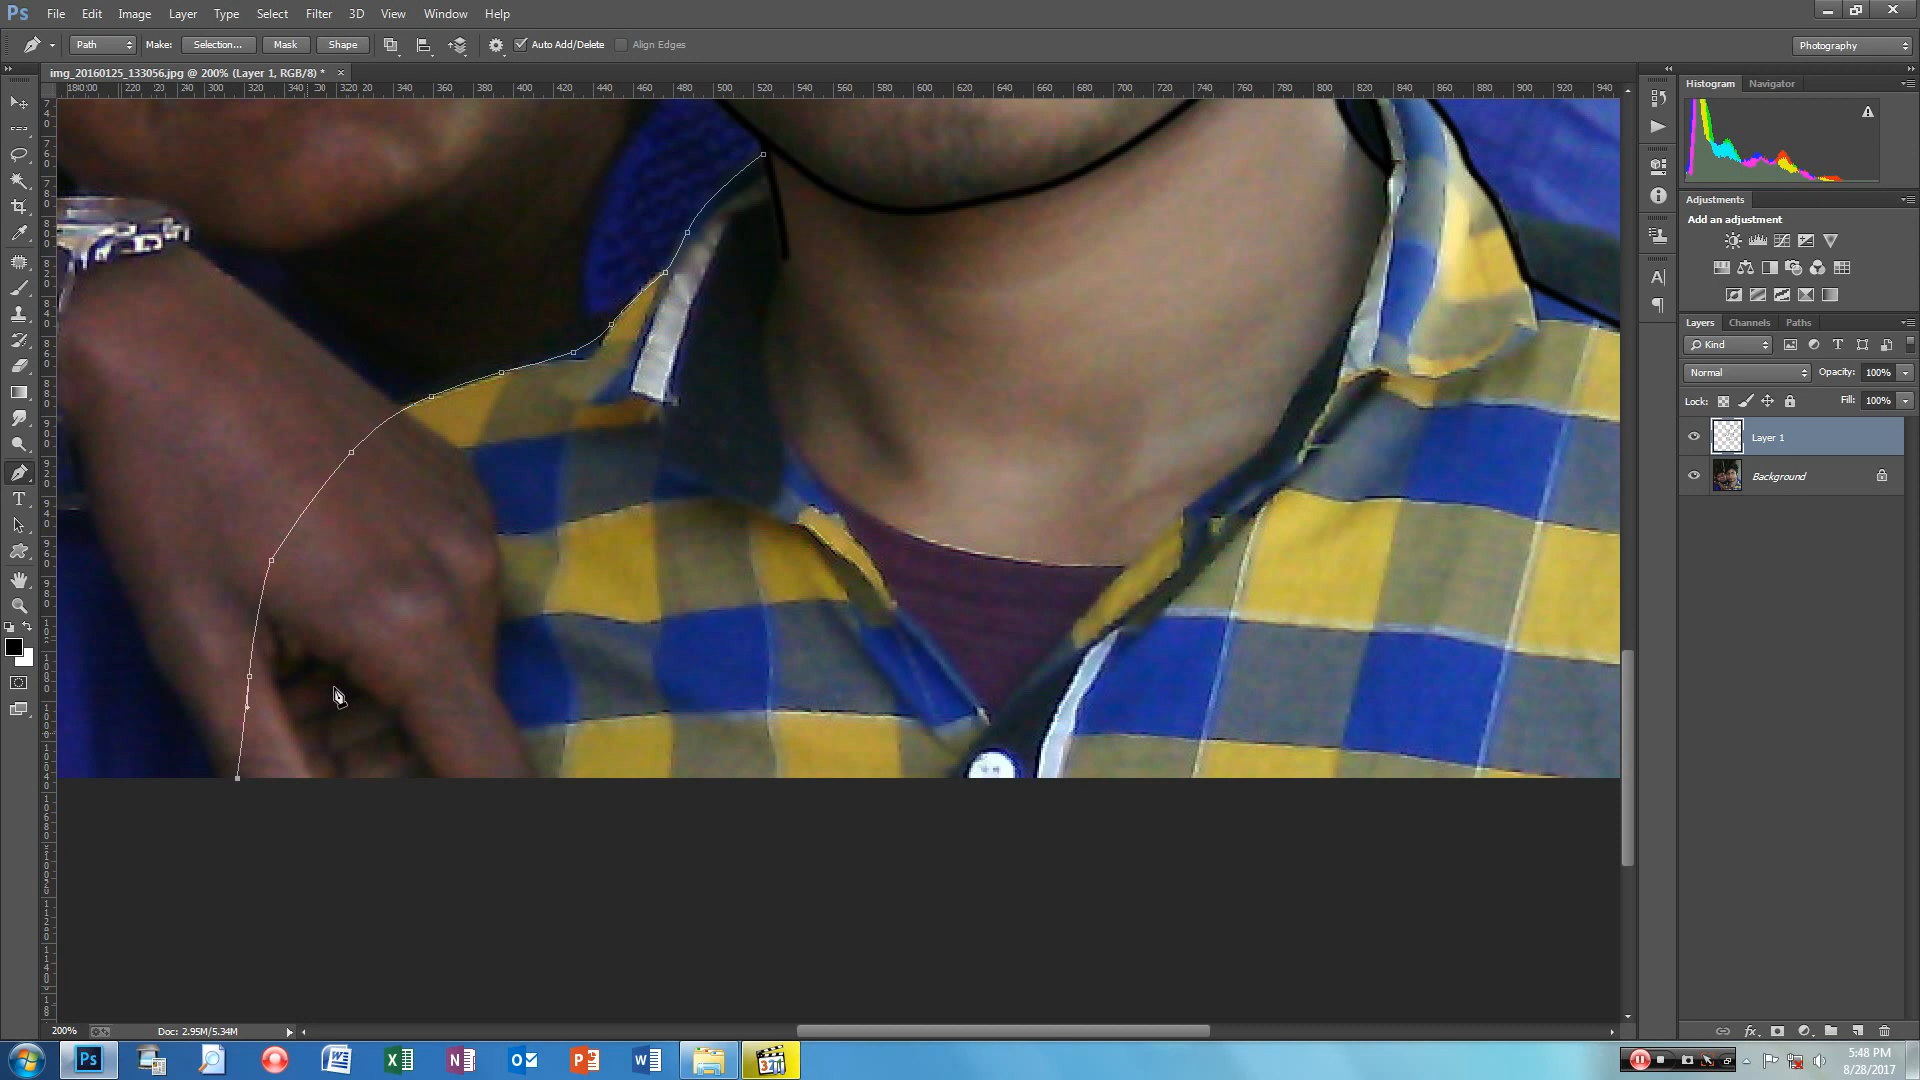 Ps File Edit Image Layer Type Select Filter 3D View Window Help
Path Make: Selection... Mask Shape Auto Add/Delete Align Edges Photography
img_20160125_133056.jpg @ 200% (Layer 1, RGB/8) *
Histogram Navigator
Adjustments
Add an adjustment
Layers Channels Paths
Kind
Normal Opacity: 100%
Lock: Fill: 100%
Layer 1
Background
200% Doc: 2.95M/5.34M
5:48 PM
8/28/2017